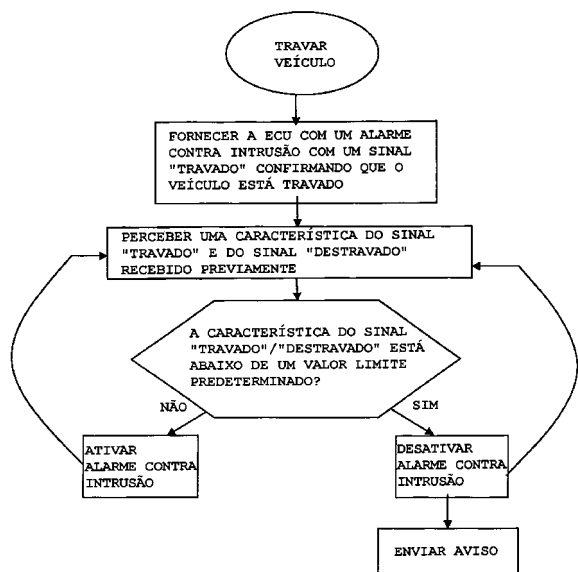 TRAVAR
VEÍCULO
FORNECER A ECU COM UM ALARME
CONTRA INTRUSÃO COM UM SINAL
"TRAVADO" CONFIRMANDO QUE O
VEÍCULO ESTÁ TRAVADO
PERCEBER UMA CARACTERÍSTICA DO SINAL
"TRAVADO" E DO SINAL "DESTRAVADO"
RECEBIDO PREVIAMENTE
A CARACTERÍSTICA DO SINAL
"TRAVADO"/"DESTRAVADO" ESTÁ
ABAIXO DE UM VALOR LIMITE
PREDETERMINADO?
NÃO
SIM
ATIVAR
ALARME CONTRA
INTRUSÃO
DESATIVAR
ALARME CONTRA
INTRUSÃO
ENVIAR AVISO